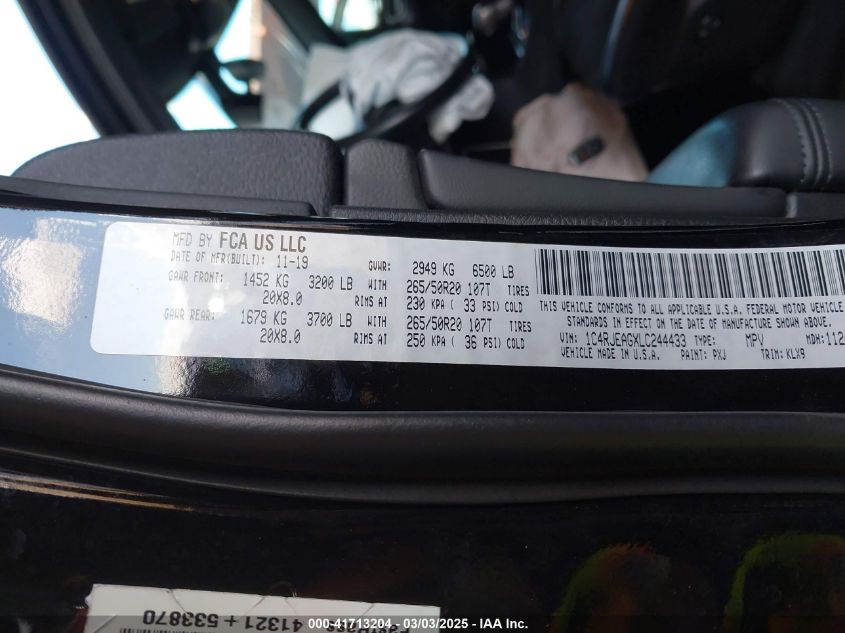 MFD BY FCA US LLC
DATE OF MFR(BUILT): 11-19 GVWR: 2949 KG 6500 LB
GAWR FRONT: 1452 KG 3200 LB WITH 265/50R20 107T TIRES
20X8.0 RIMS AT 230 KPA ( 33 PSI) COLD
GAWR REAR: 1679 KG 3700 LB WITH 265/50R20 107T TIRES
20X8.0 RIMS AT 250 KPA ( 36 PSI) COLD
THIS VEHICLE CONFORMS TO ALL APPLICABLE U.S.A. FEDERAL MOTOR VEHICLE
STANDARDS IN EFFECT ON THE DATE OF MANUFACTURE SHOWN ABOVE.
VIN: 1C4RJEAGXLC244433 TYPE: MPV MDH: 112
VEHICLE MADE IN U.S.A. PAINT: PXJ TRIM: KLX9
41321 + 533870
000-41713204 - 03/03/2025 - IAA Inc.